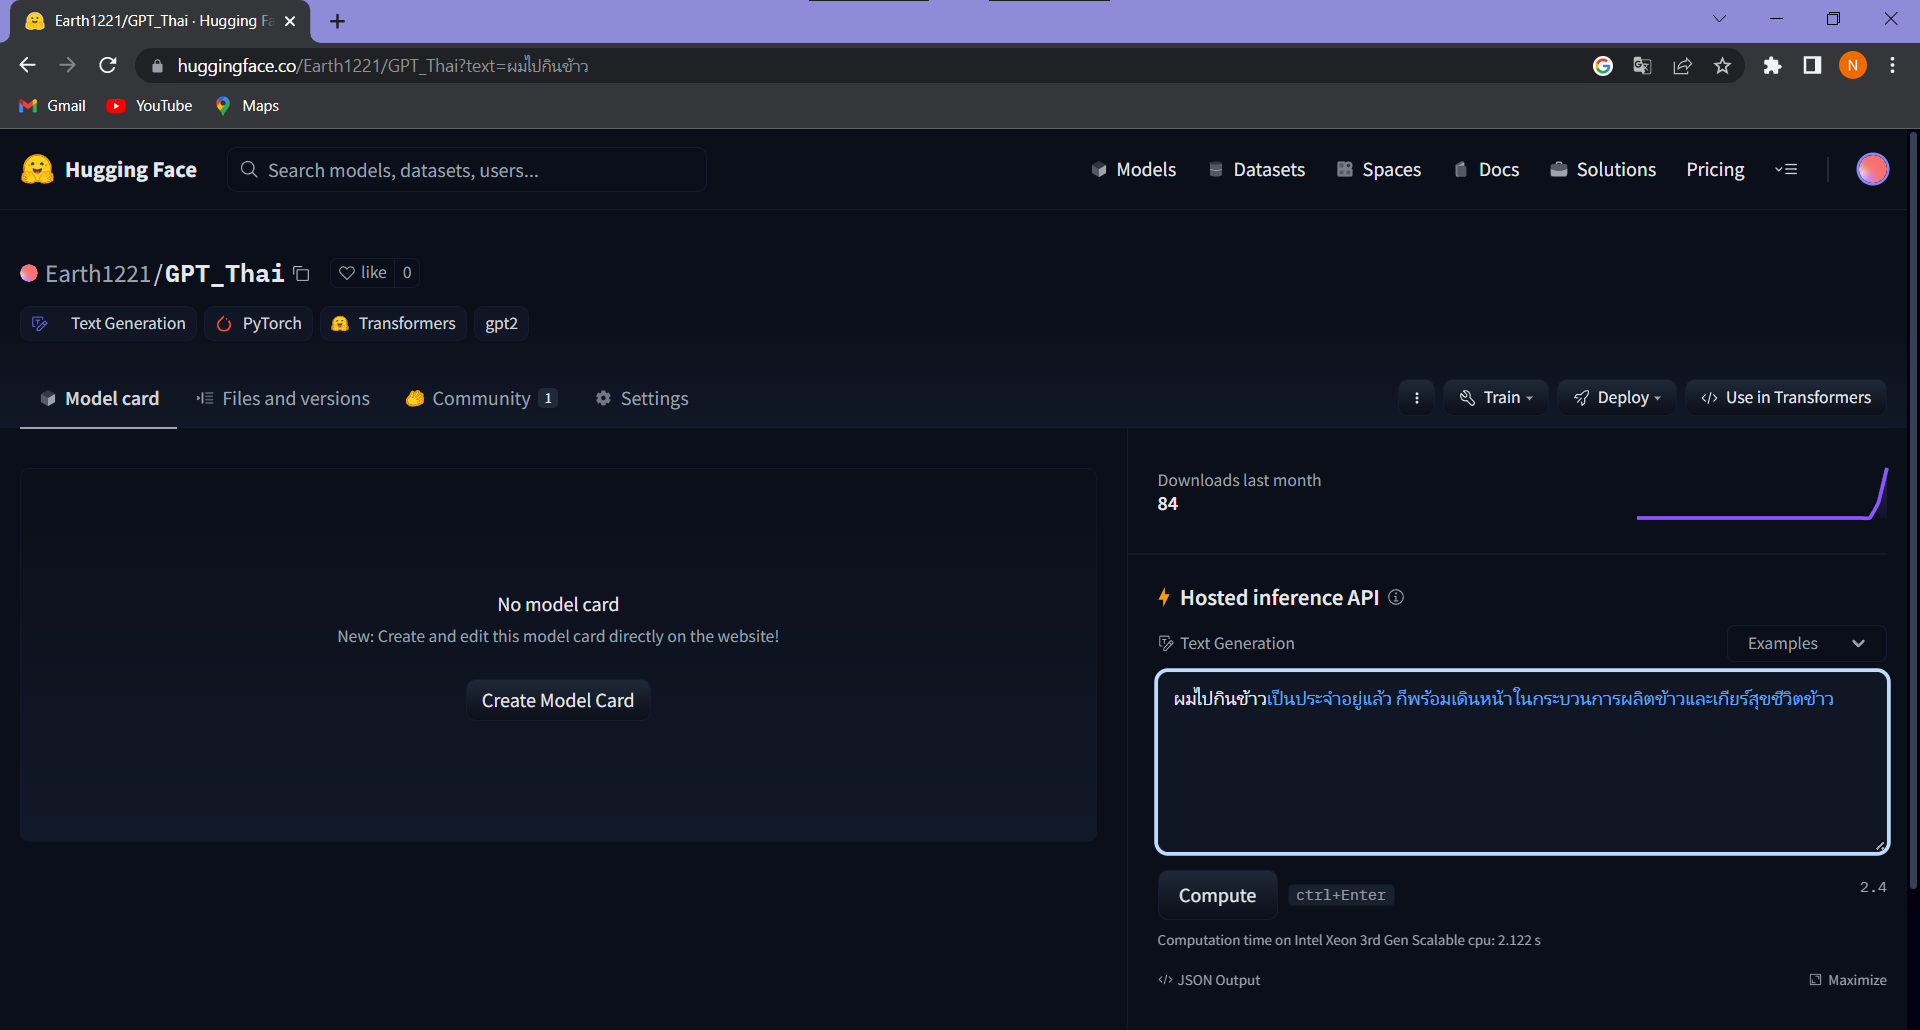 Earth1221/GPT_Thai · Hugging Fa
huggingface.co/Earth1221/GPT_Thai?text=ผมไปกินข้าว
N
Gmail
YouTube
Maps
Hugging Face
Search models, datasets, users...
Models
Datasets
Spaces
Docs
Solutions
Pricing
Earth1221/GPT_Thai
like 0
Text Generation
PyTorch
Transformers
gpt2
Model card
Files and versions
Community 1
Settings
Train
Deploy
</> Use in Transformers
No model card
New: Create and edit this model card directly on the website!
Create Model Card
Downloads last month
84
Hosted inference API
Text Generation
Examples
ผมไปกินข้าวเป็นประจำอยู่แล้ว ก็พร้อมเดินหน้าในกระบวนการผลิตข้าวและเกียร์สุขชีวิตข้าว
Compute
ctrl+Enter
2.4
Computation time on Intel Xeon 3rd Gen Scalable cpu: 2.122 s
</> JSON Output
Maximize